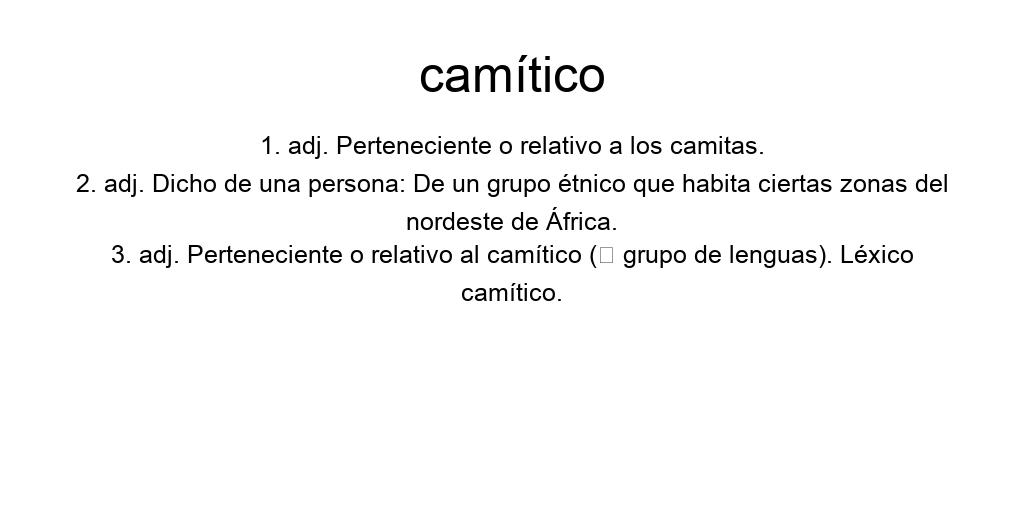 camítico
1. adj. Perteneciente o relativo a los camitas.
2. adj. Dicho de una persona: De un grupo étnico que habita ciertas zonas del
nordeste de África.
3. adj. Perteneciente o relativo al camítico (□ grupo de lenguas). Léxico
camítico.